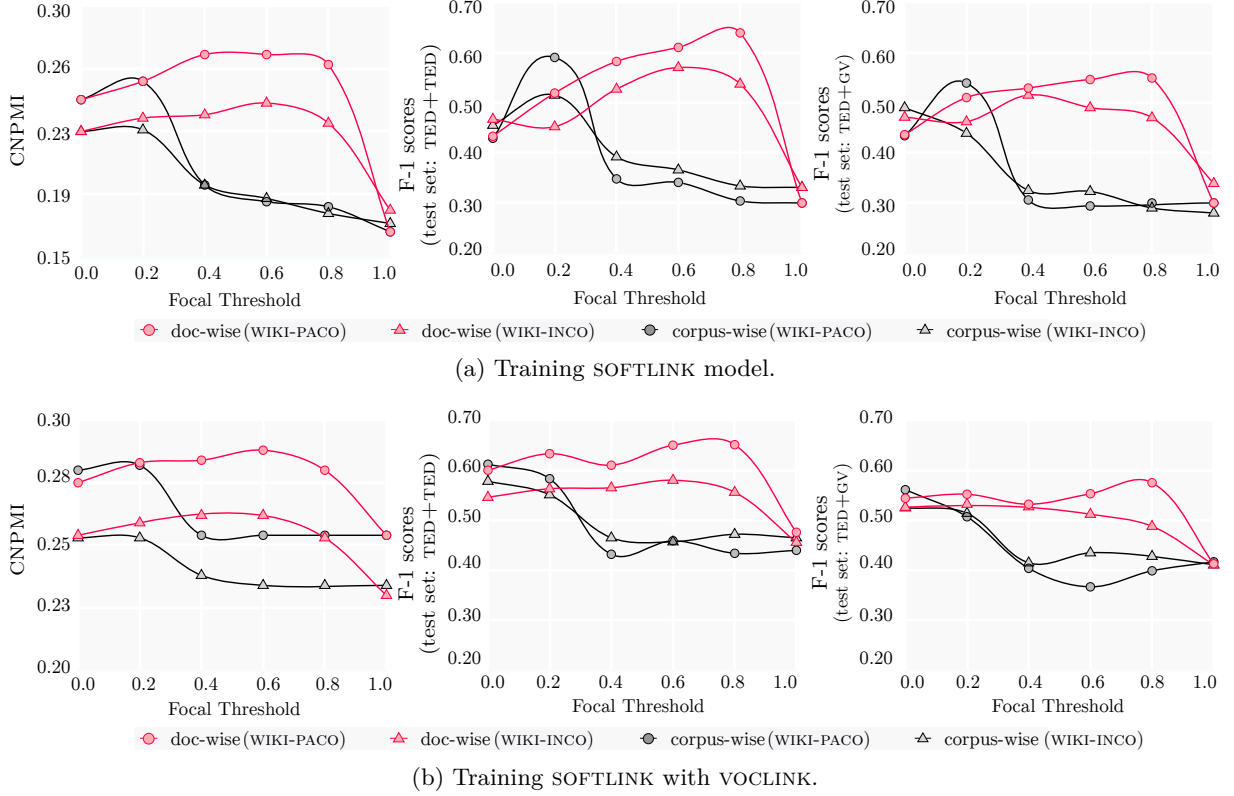 0.30
0.26
0.23
0.19
0.15
CNPMI
0.0 0.2 0.4 0.6 0.8 1.0
Focal Threshold
0.70
0.60
0.50
0.40
0.30
0.20
F-1 scores
(test set: TED+TED)
0.0 0.2 0.4 0.6 0.8 1.0
Focal Threshold
0.70
0.60
0.50
0.40
0.30
0.20
F-1 scores
(test set: TED+GV)
0.0 0.2 0.4 0.6 0.8 1.0
Focal Threshold
doc-wise (WIKI-PACO) doc-wise (WIKI-INCO) corpus-wise (WIKI-PACO) corpus-wise (WIKI-INCO)
(a) Training SOFTLINK model.
0.30
0.28
0.25
0.23
0.20
CNPMI
0.0 0.2 0.4 0.6 0.8 1.0
Focal Threshold
0.70
0.60
0.50
0.40
0.30
0.20
F-1 scores
(test set: TED+TED)
0.0 0.2 0.4 0.6 0.8 1.0
Focal Threshold
0.70
0.60
0.50
0.40
0.30
0.20
F-1 scores
(test set: TED+GV)
0.0 0.2 0.4 0.6 0.8 1.0
Focal Threshold
doc-wise (WIKI-PACO) doc-wise (WIKI-INCO) corpus-wise (WIKI-PACO) corpus-wise (WIKI-INCO)
(b) Training SOFTLINK with VOCLINK.